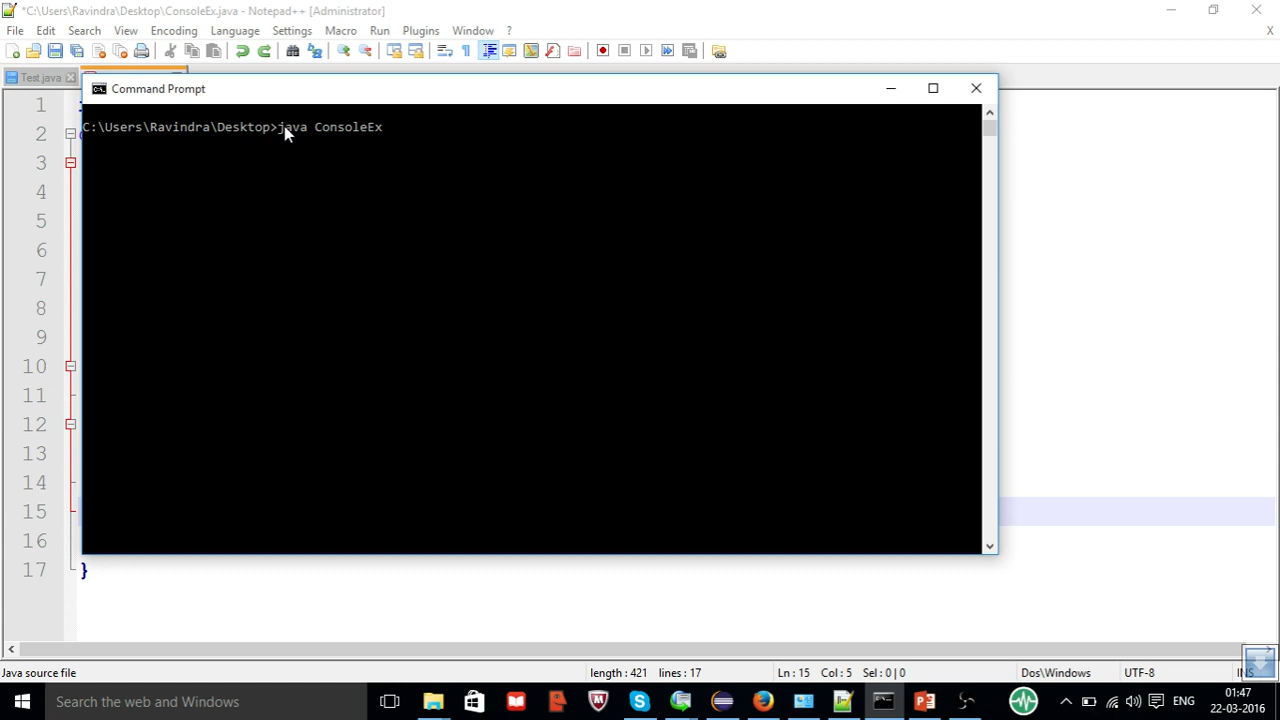 *C:\Users\Ravindra\Desktop\ConsoleEx.java - Notepad++ [Administrator]
File Edit Search View Encoding Language Settings Macro Run Plugins Window ? X
Test.java
Command Prompt
C:\Users\Ravindra\Desktop>java ConsoleEx
1
2
3
4
5
6
7
8
9
10
11
12
13
14
15
16
17 }
Java source file length : 421 lines : 17 Ln : 15 Col : 5 Sel : 0 | 0 Dos\Windows UTF-8 INS
Search the web and Windows
ENG
01:47
22-03-2016